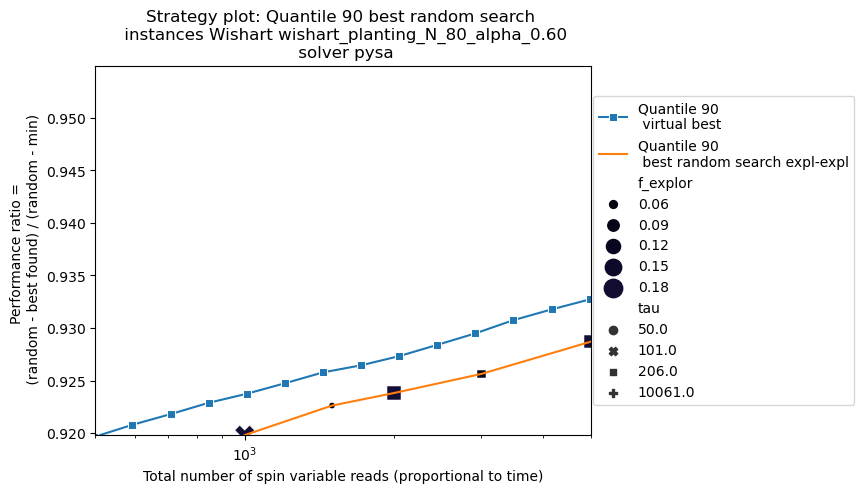 Strategy plot: Quantile 90 best random search
instances Wishart wishart_planting_N_80_alpha_0.60
solver pysa
Performance ratio =
(random - best found) / (random - min)
0.950
0.945
0.940
0.935
0.930
0.925
0.920
10^3
Total number of spin variable reads (proportional to time)
Quantile 90
virtual best
Quantile 90
best random search expl-expl
f_explor
0.06
0.09
0.12
0.15
0.18
tau
50.0
101.0
206.0
10061.0